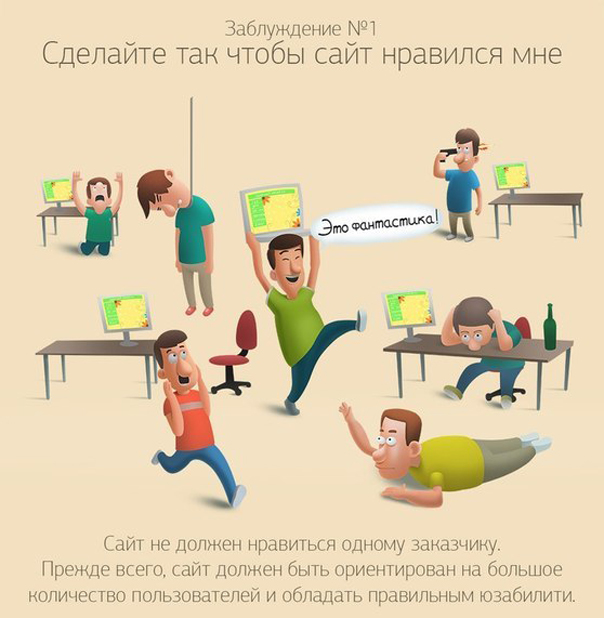 Заблуждение №1
Сделайте так чтобы сайт нравился мне
Это фантастика!
Сайт не должен нравиться одному заказчику.
Прежде всего, сайт должен быть ориентирован на большое
количество пользователей и обладать правильным юзабилити.